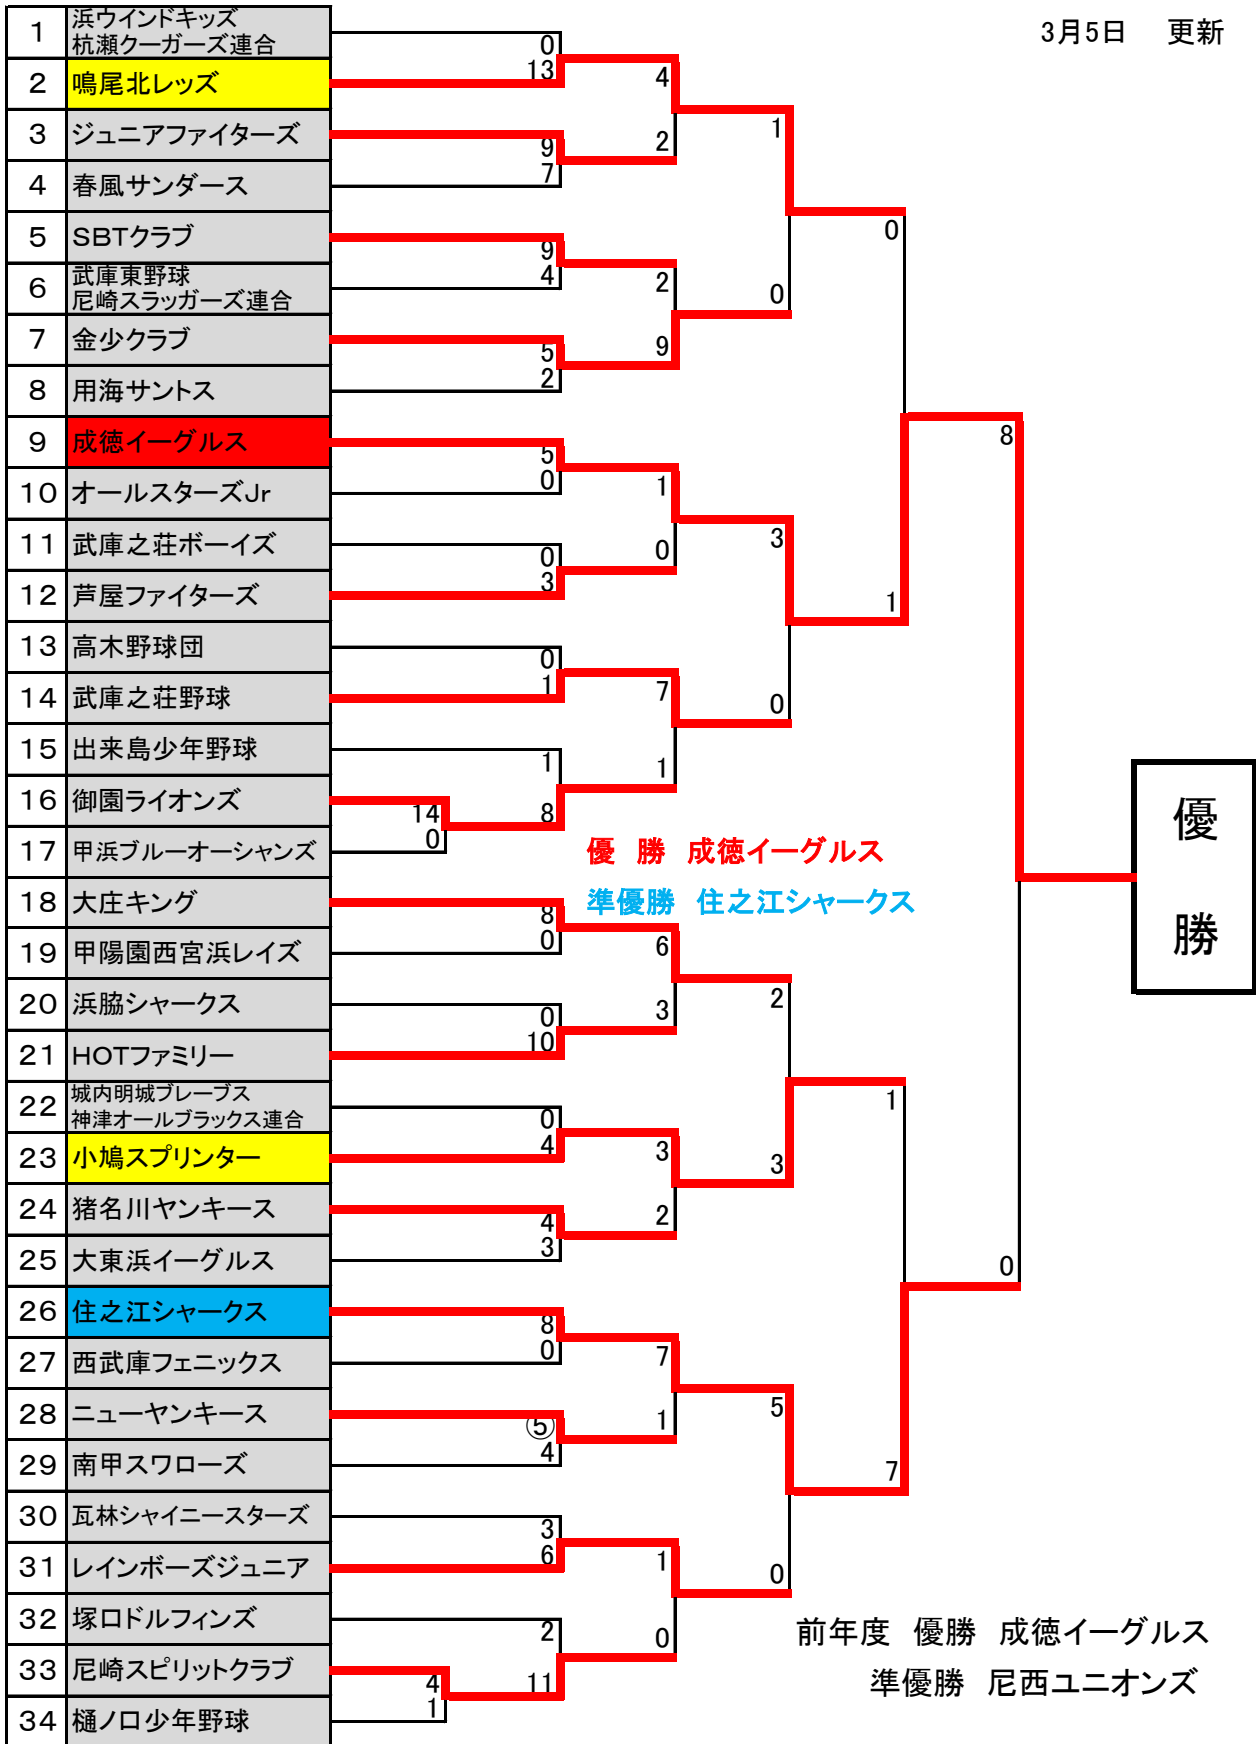 3月5日 更新
1 浜ウインドキッズ
杭瀬クーガーズ連合
0
13
2 鳴尾北レッズ
4
3 ジュニアファイターズ
1
2
9
7
4 春風サンダース
5 SBTクラブ
0
9
4
6 武庫東野球
尼崎スラッガーズ連合
2
0
7 金少クラブ
9
5
2
8 用海サントス
9 成徳イーグルス
8
5
0
10 オールスターズJr
1
11 武庫之荘ボーイズ
3
0
0
3
12 芦屋ファイターズ
1
13 高木野球団
0
1
14 武庫之荘野球
7
0
15 出来島少年野球
1
1
16 御園ライオンズ
14
8
0
17 甲浜ブルーオーシャンズ
優 勝 成徳イーグルス
準優勝 住之江シャークス
優
勝
18 大庄キング
8
0
19 甲陽園西宮浜レイズ
6
20 浜脇シャークス
2
3
0
10
21 HOTファミリー
22 城内明城ブレーブス
神津オールブラックス連合
1
0
4
23 小鳩スプリンター
3
3
24 猪名川ヤンキース
2
4
3
25 大東浜イーグルス
0
26 住之江シャークス
8
0
27 西武庫フェニックス
7
28 ニューヤンキース
5
1
⑤
4
29 南甲スワローズ
7
30 瓦林シャイニースターズ
3
6
31 レインボーズジュニア
1
0
32 塚口ドルフィンズ
2
0
33 尼崎スピリットクラブ
4
11
1
34 樋ノ口少年野球
前年度 優勝 成徳イーグルス
準優勝 尼西ユニオンズ